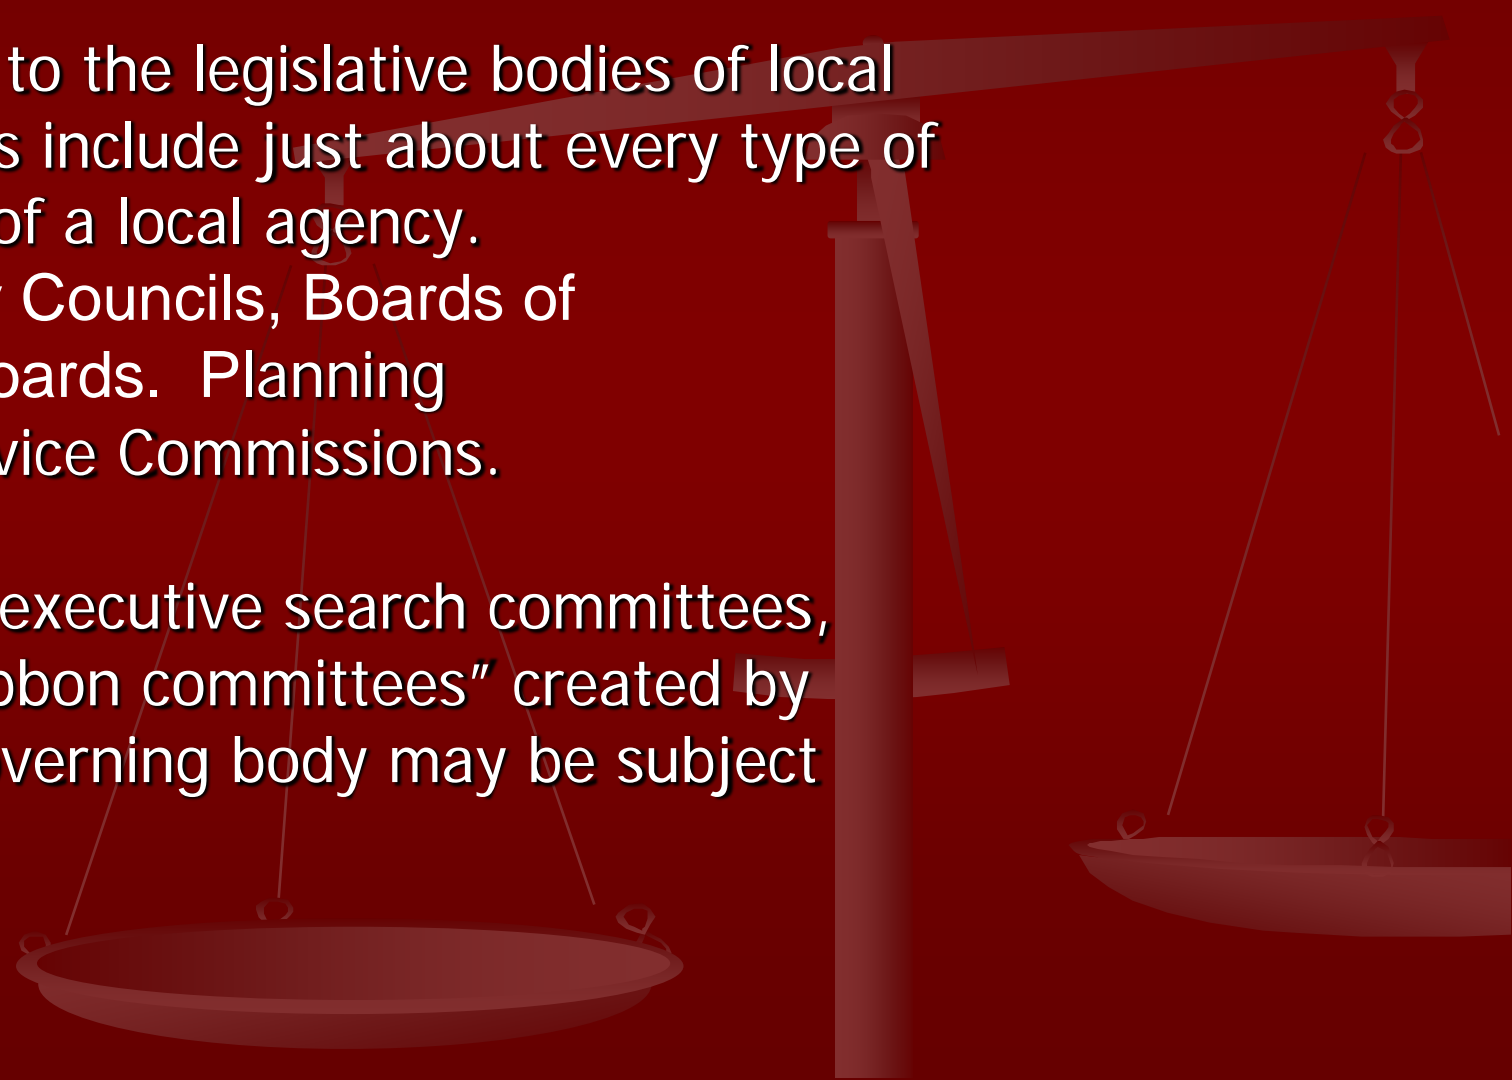 to the legislative bodies of local
s include just about every type of
of a local agency.
Councils, Boards of
oards.  Planning
vice Commissions.
executive search committees,
bbon committees” created by
verning body may be subject